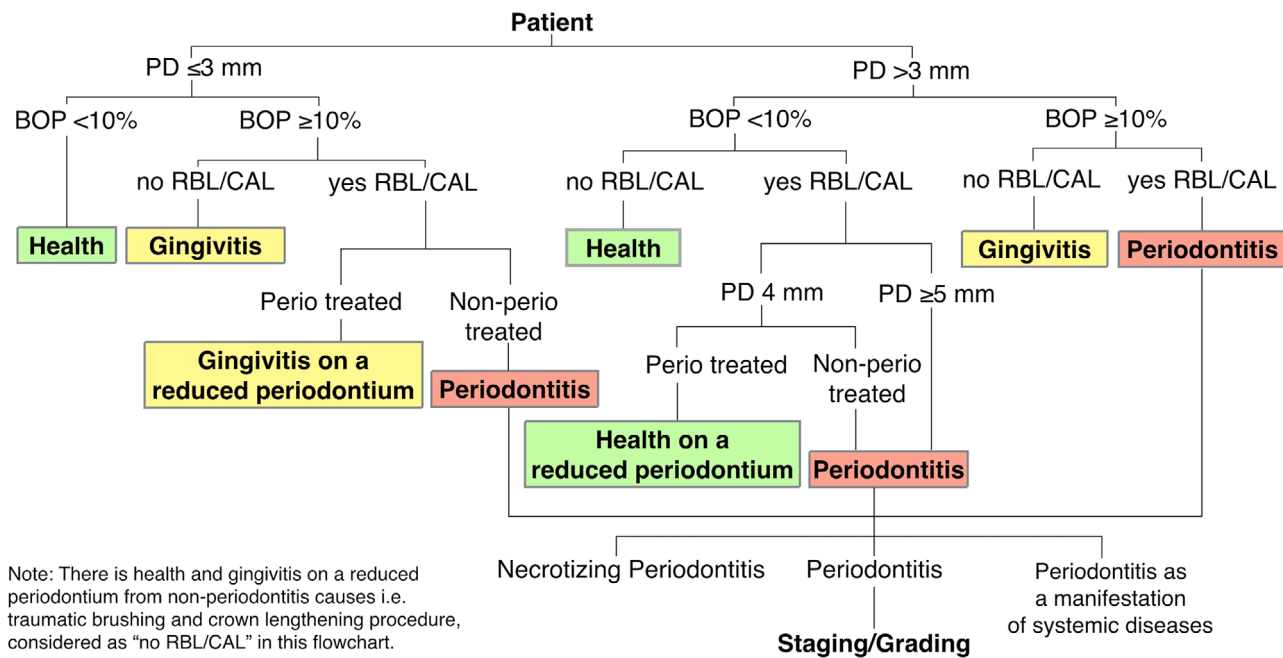 Patient
PD ≤3 mm
PD >3 mm
BOP <10%
BOP ≥10%
BOP <10%
BOP ≥10%
no RBL/CAL
yes RBL/CAL
no RBL/CAL
yes RBL/CAL
no RBL/CAL
yes RBL/CAL
Health
Gingivitis
Health
Gingivitis
Periodontitis
Perio treated
Non-perio
treated
PD 4 mm
PD ≥5 mm
Gingivitis on a
reduced periodontium
Periodontitis
Perio treated
Non-perio
treated
Health on a
reduced periodontium
Periodontitis
Necrotizing Periodontitis
Periodontitis
Periodontitis as
a manifestation
of systemic diseases
Staging/Grading
Note: There is health and gingivitis on a reduced
periodontium from non-periodontitis causes i.e.
traumatic brushing and crown lengthening procedure,
considered as “no RBL/CAL” in this flowchart.